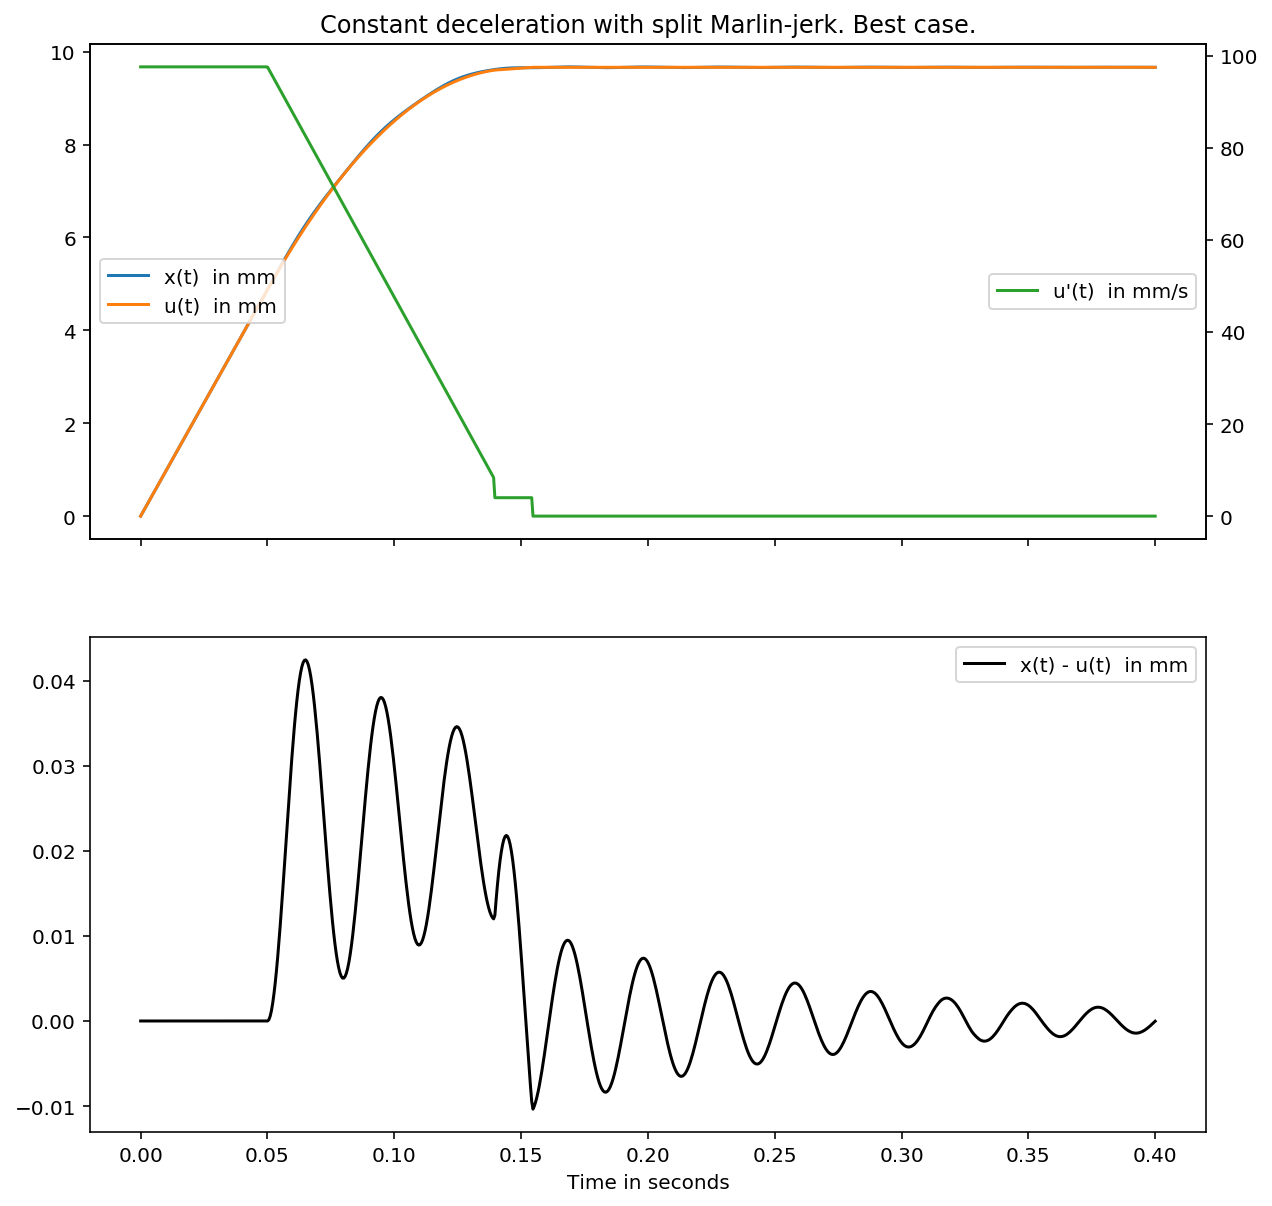 Constant deceleration with split Marlin-jerk. Best case.
10
8
6
4
2
0
100
80
60
40
20
0
x(t)  in mm
u(t)  in mm
u'(t)  in mm/s
0.04
0.03
0.02
0.01
0.00
−0.01
x(t) - u(t)  in mm
0.00 0.05 0.10 0.15 0.20 0.25 0.30 0.35 0.40
Time in seconds